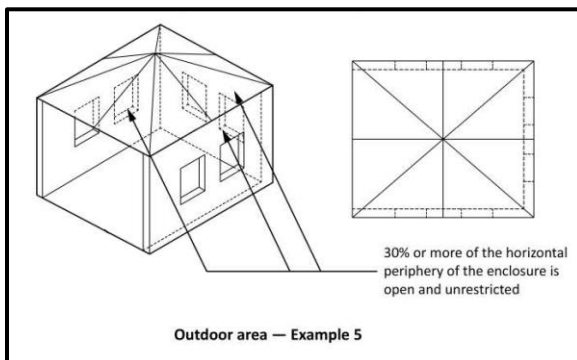 30% or more of the horizontal
periphery of the enclosure is
open and unrestricted
Outdoor area — Example 5